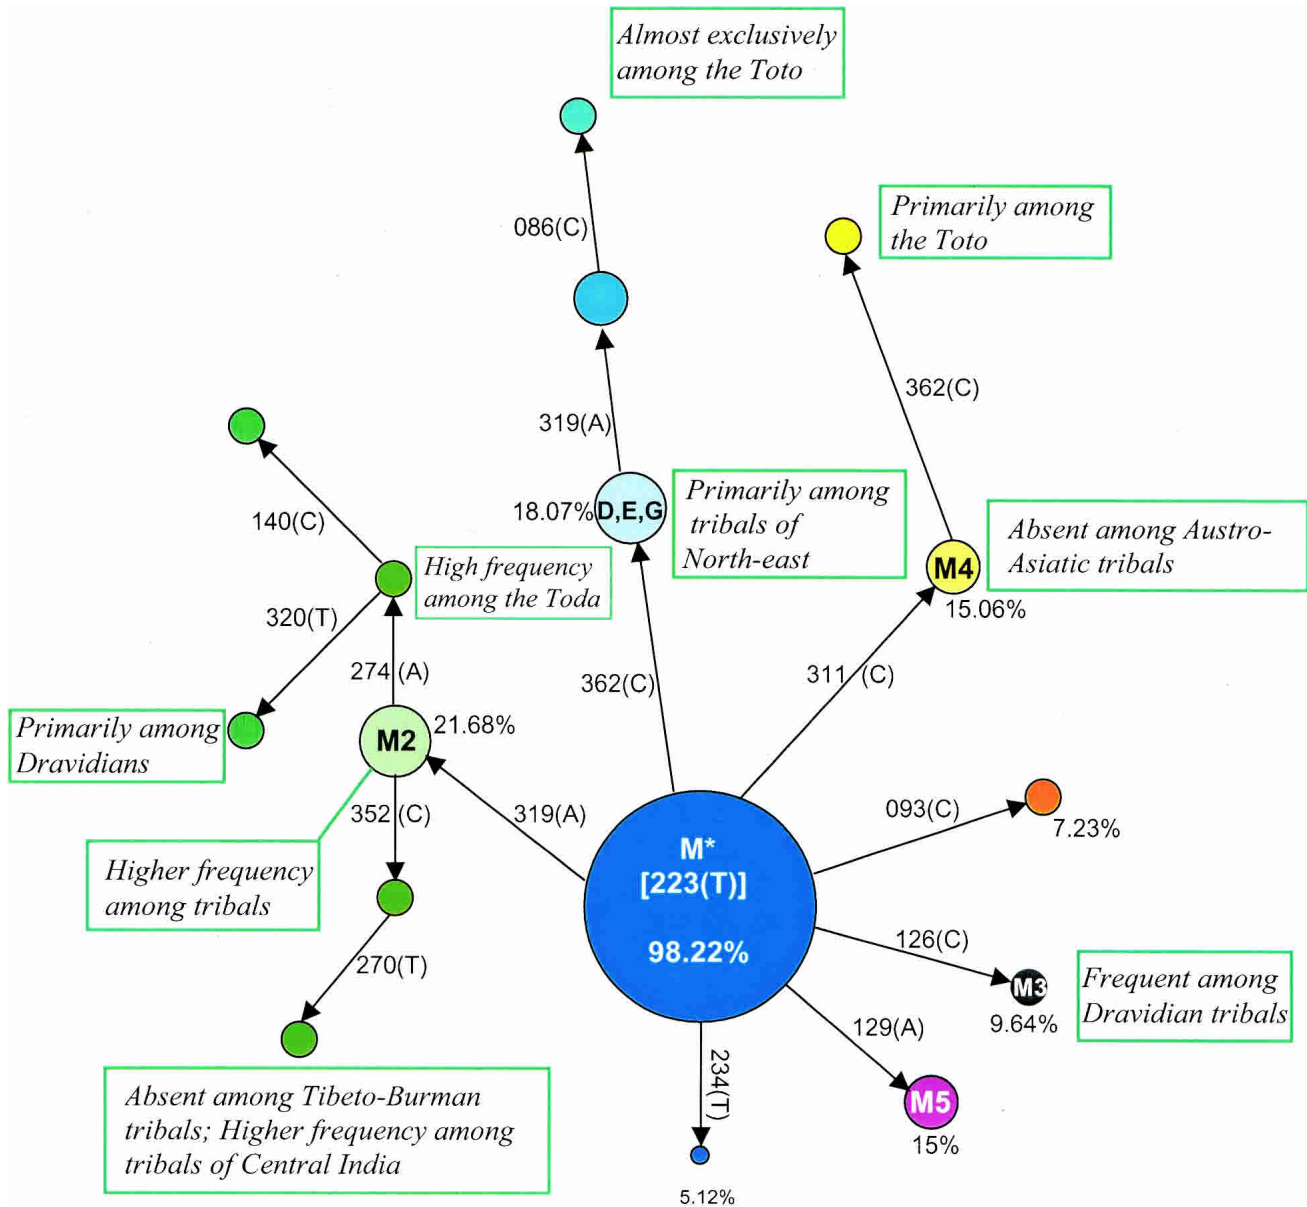 Almost exclusively
among the Toto
086(C)
Primarily among
the Toto
362(C)
319(A)
18.07%
D,E,G
Primarily among
tribals of
North-east
Absent among Austro-
Asiatic tribals
M4
15.06%
140(C)
320(T)
High frequency
among the Toda
274 (A)
362(C)
311 (C)
Primarily among
Dravidians
M2
21.68%
352 (C)
319(A)
Higher frequency
among tribals
270(T)
M*
[223(T)]
98.22%
093(C)
7.23%
126(C)
M3
9.64%
Frequent among
Dravidian tribals
129(A)
M5
15%
234(T)
5.12%
Absent among Tibeto-Burman
tribals; Higher frequency among
tribals of Central India